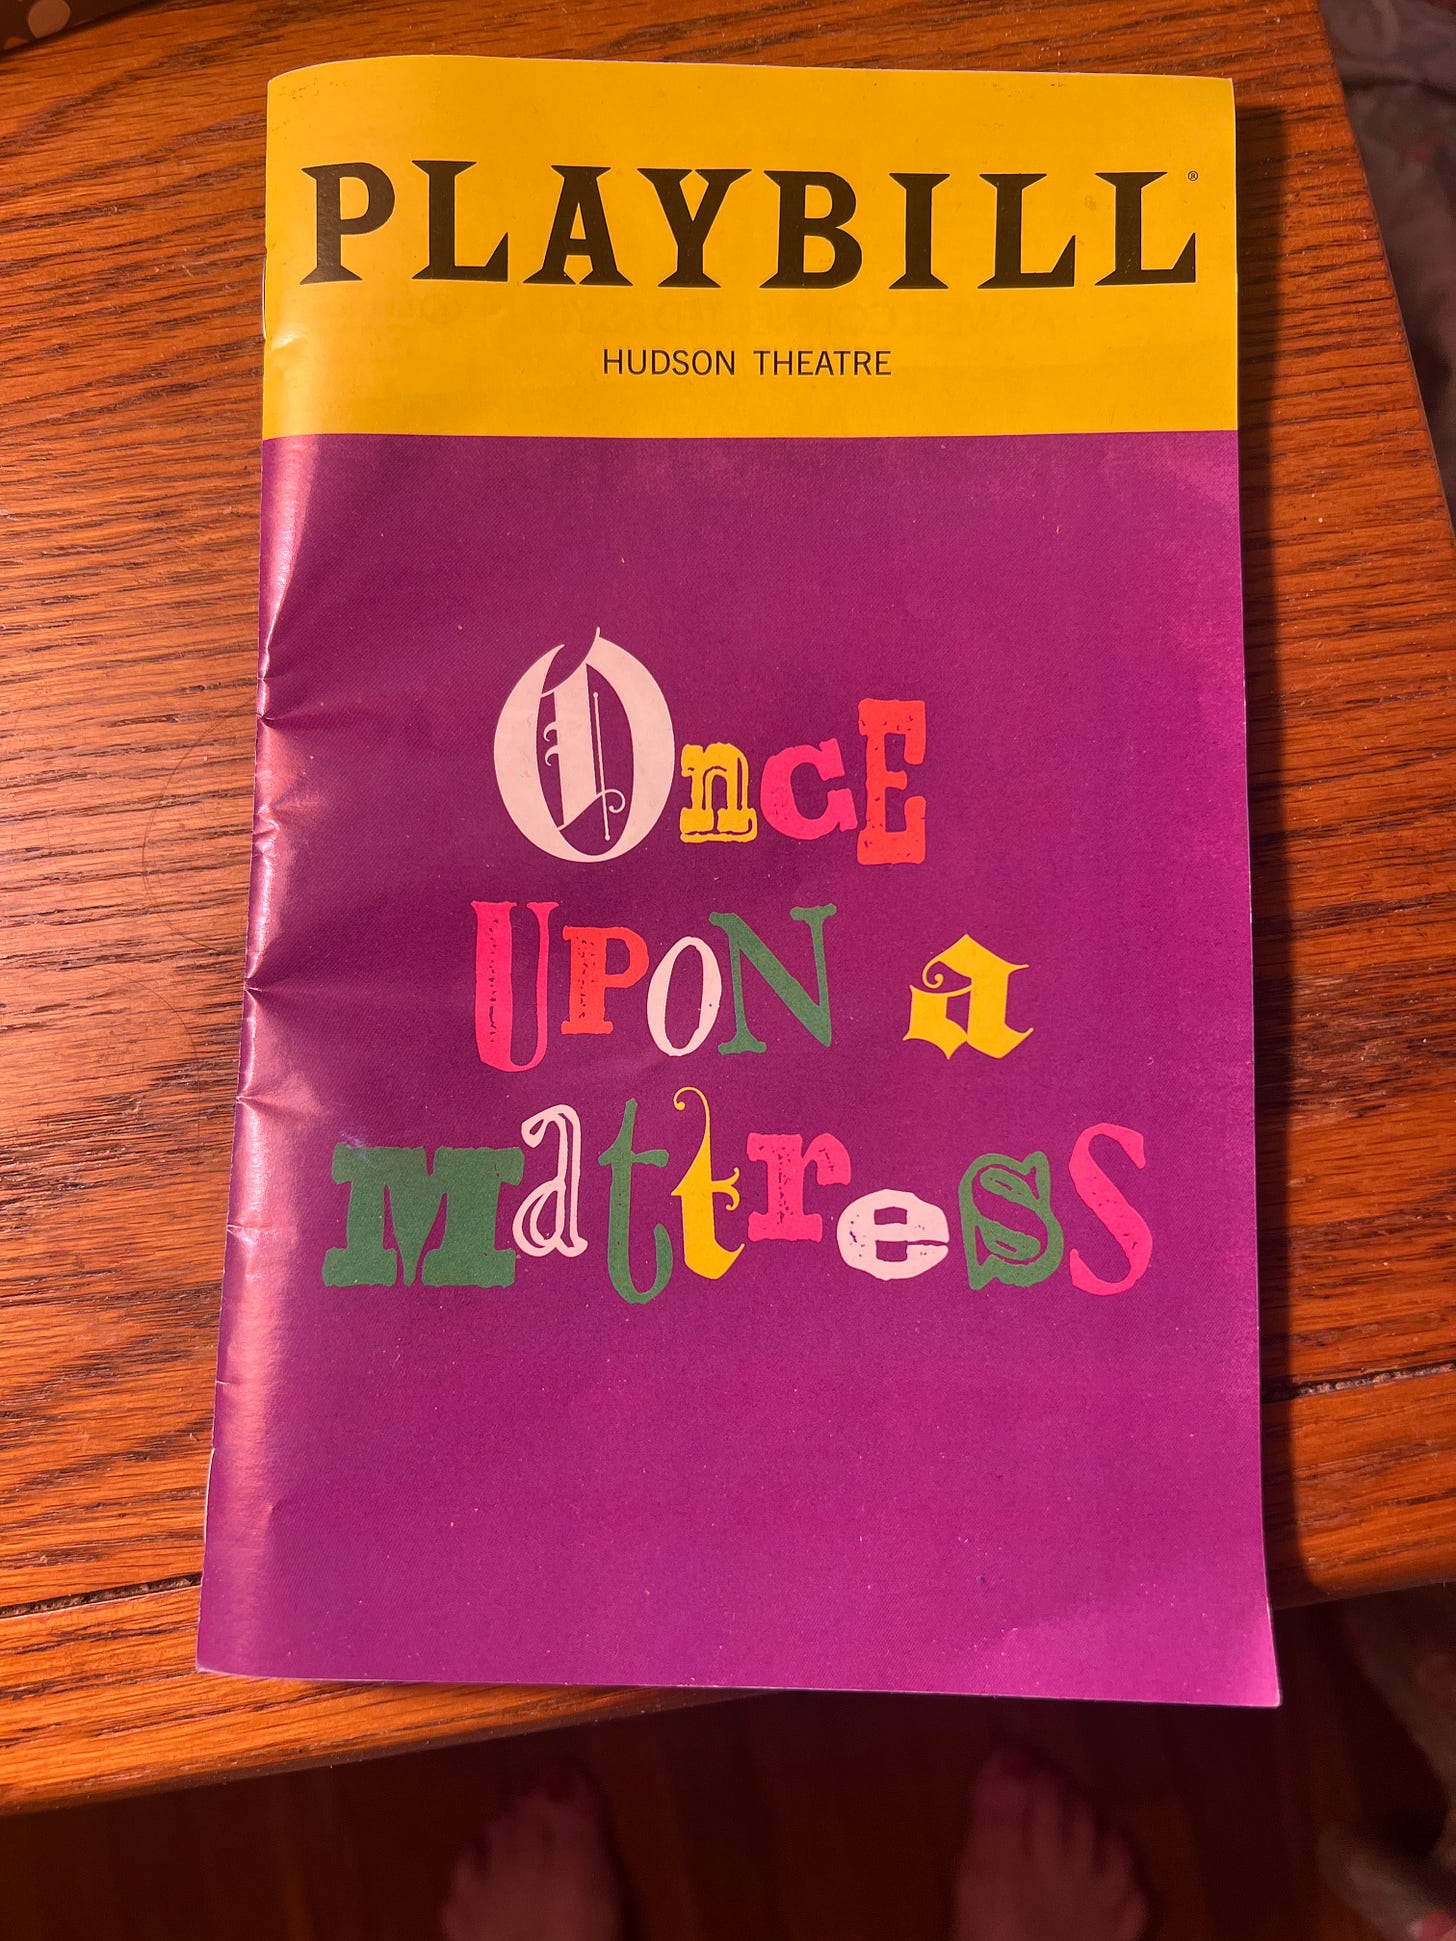 PLAYBILL®
HUDSON THEATRE
OncE
UPON a
Mattress